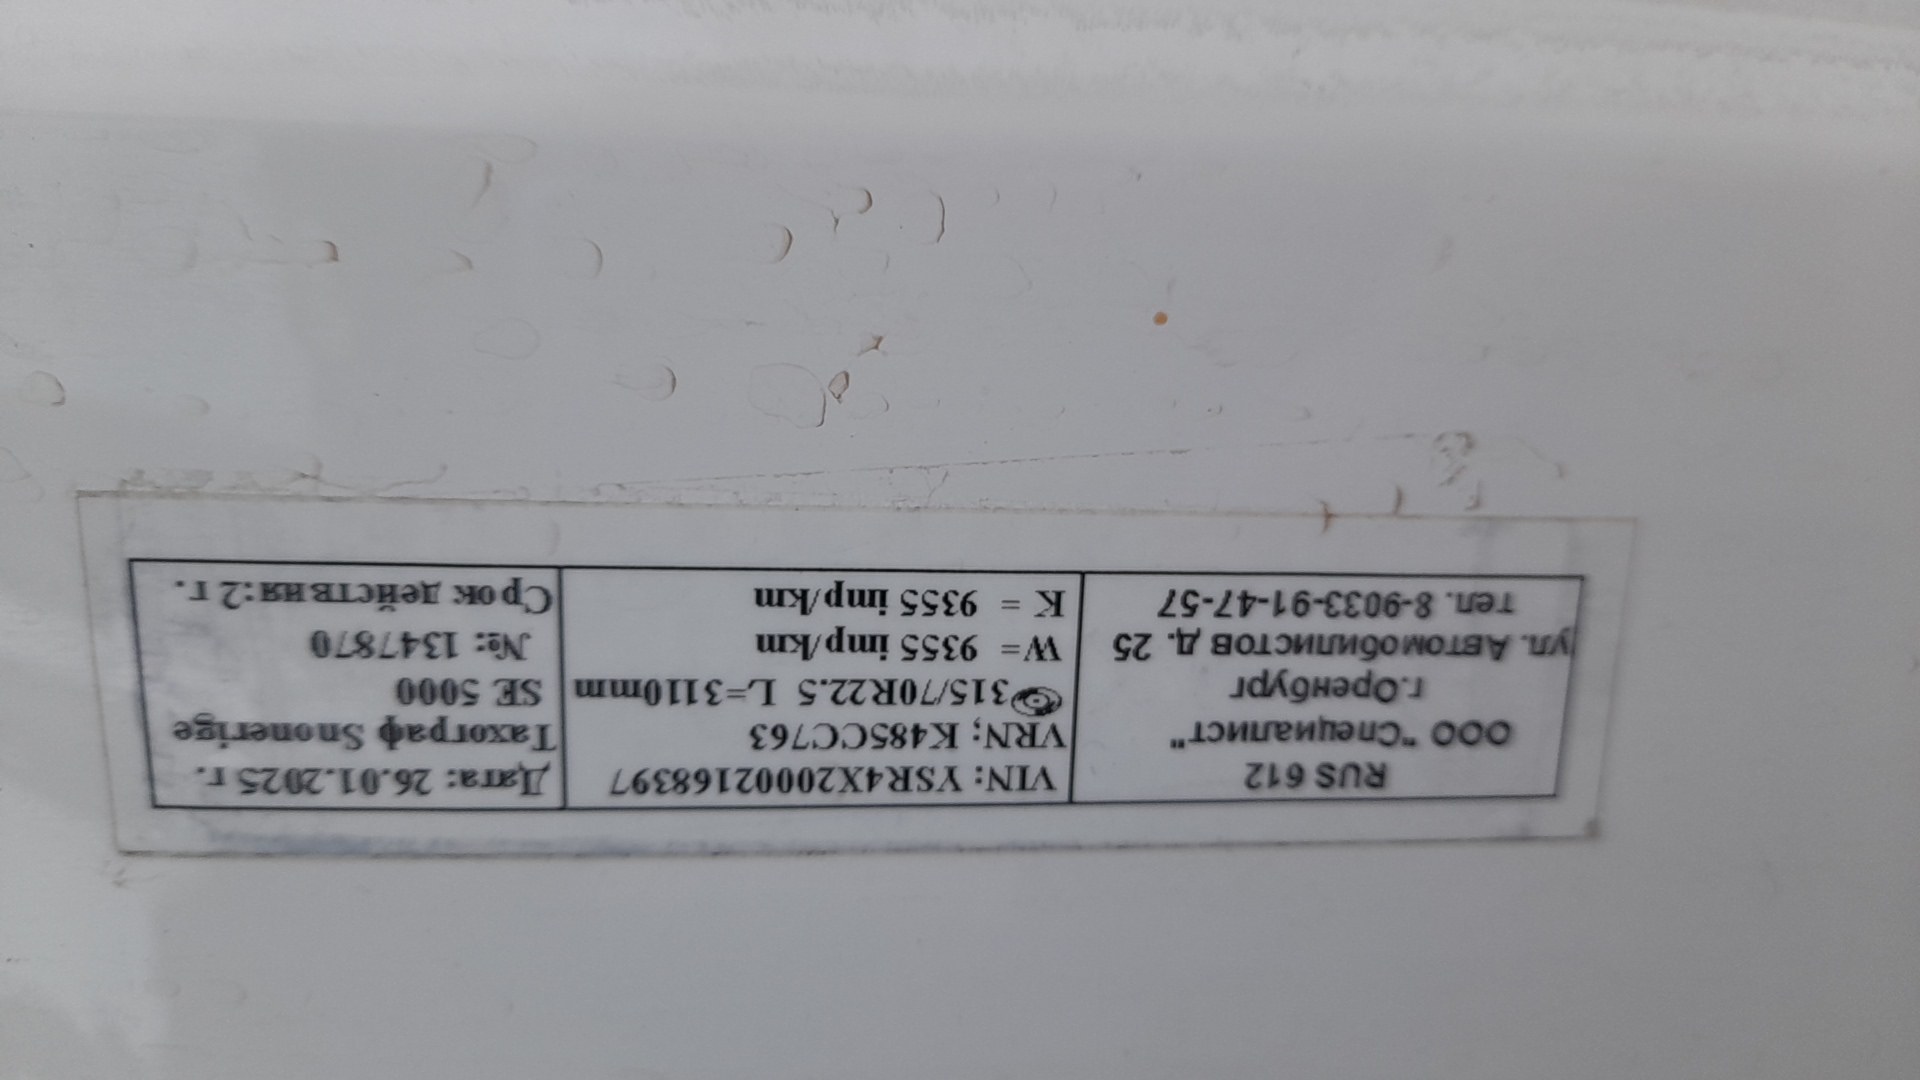 RUS 612
ООО "Специалист"
г.Оренбург
ул. Автомобилистов д. 25
тел. 8-9033-91-47-57
VIN: YSR4X20002168397
VRN; K485CC763
315/70R22.5 L=3110mm
W= 9355 imp/km
K = 9355 imp/km
Дата: 26.01.2025 г.
Тахограф Snonerige
SE 5000
№: 1347870
Срок действия:2 г.